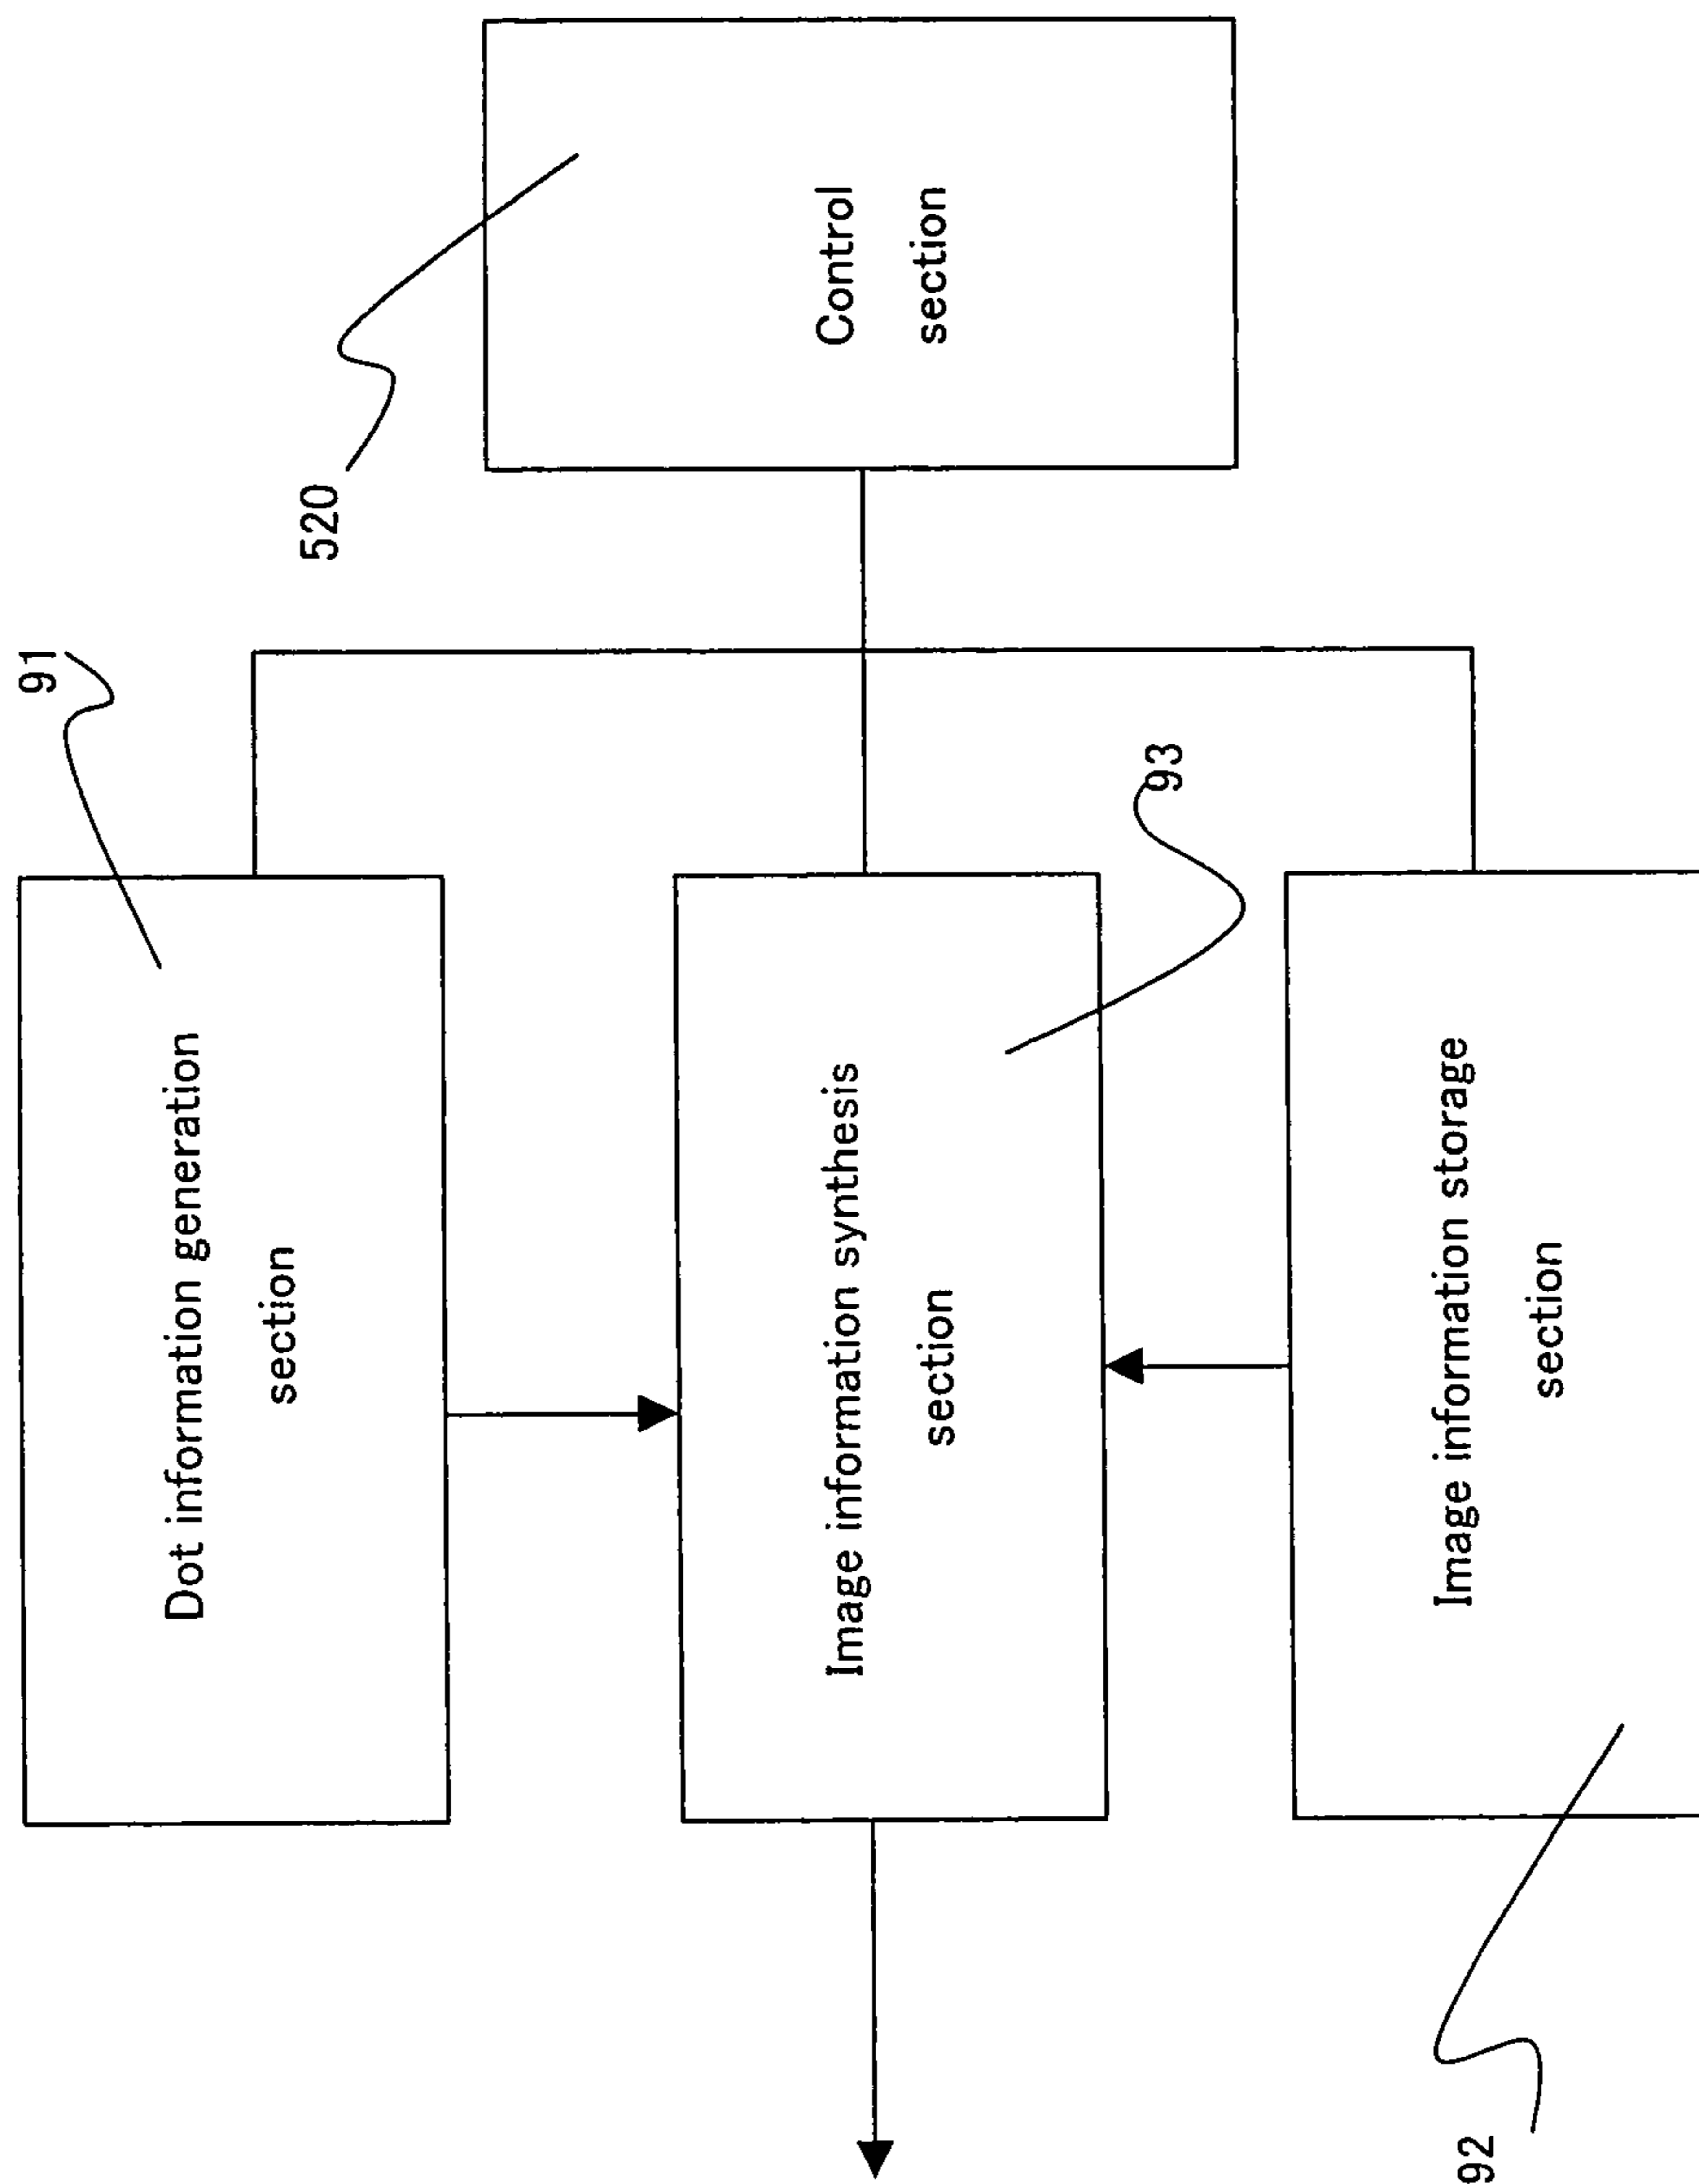 91
Dot information generation
section
520
Control
section
Image information synthesis
section
93
92
Image information storage
section